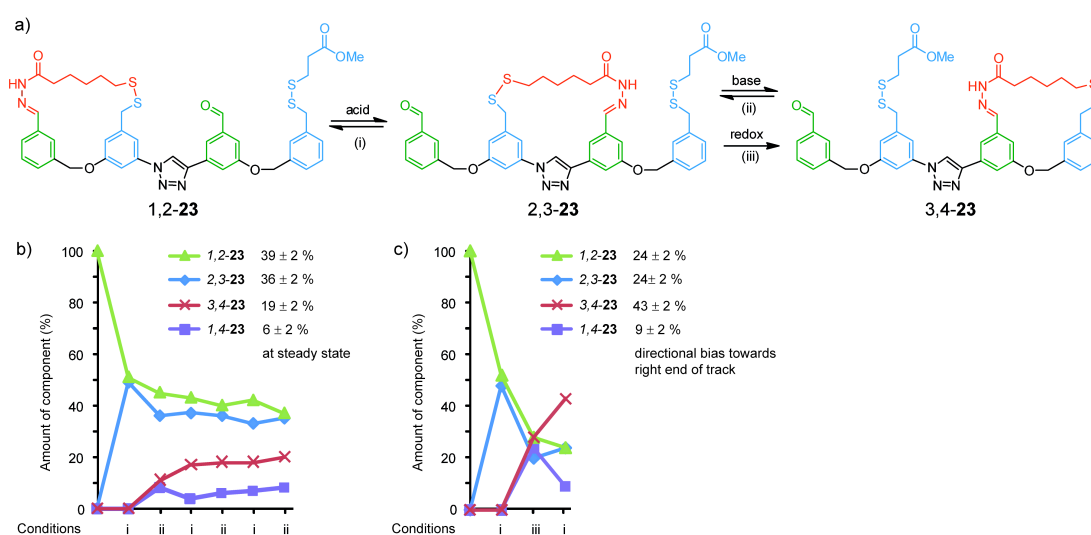 a)
O
OMe
S
S
HN
N
O
S
S
O
O
O
N
N=N
1,2-23
acid
(i)
O
OMe
S
S
O
HN
N
S
S
O
O
O
N
N=N
2,3-23
base
(ii)
redox
(iii)
O
OMe
S
S
O
HN
N
S
O
O
O
N
N=N
3,4-23
b)
Amount of component (%)
100
80
60
40
20
0
1,2-23 39 ± 2 %
2,3-23 36 ± 2 %
3,4-23 19 ± 2 %
1,4-23 6 ± 2 %
at steady state
Conditions i ii i ii i ii
c)
Amount of component (%)
100
80
60
40
20
0
1,2-23 24 ± 2 %
2,3-23 24± 2 %
3,4-23 43 ± 2 %
1,4-23 9 ± 2 %
directional bias towards
right end of track
Conditions i iii i